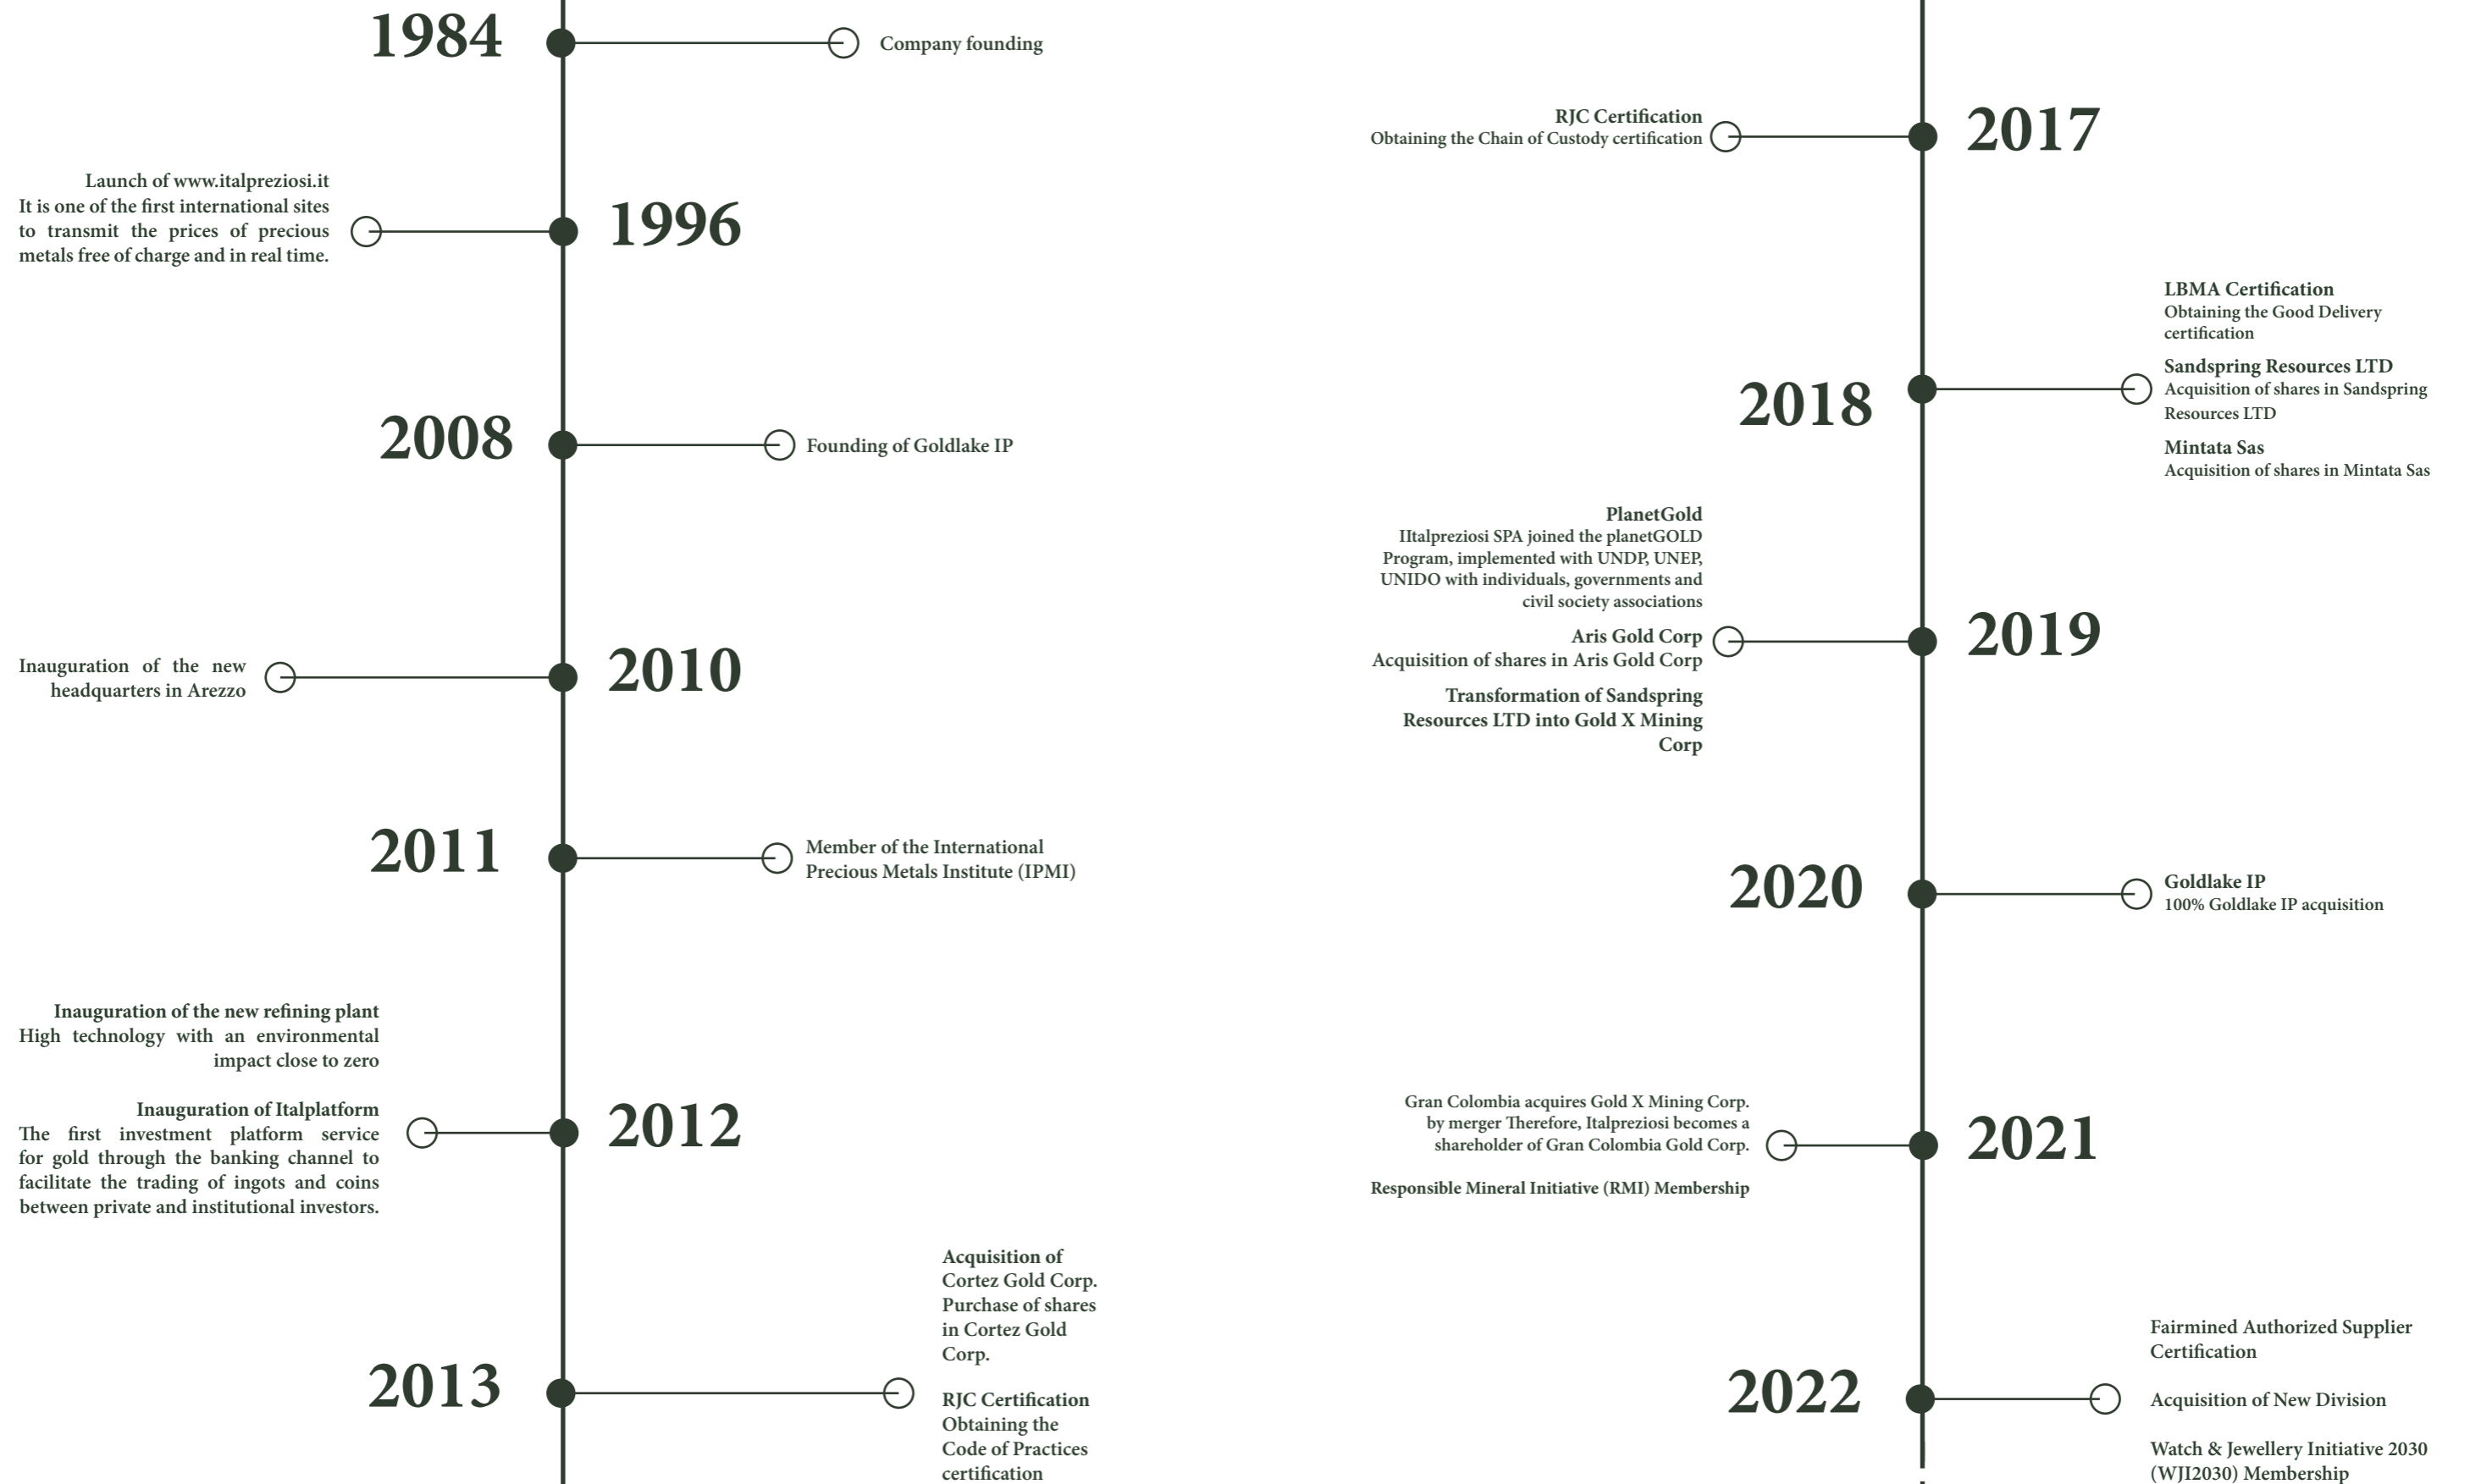 1984
Company founding
Launch of www.italpreziosi.it
It is one of the first international sites
to transmit the prices of precious
metals free of charge and in real time.
1996
2008
Founding of Goldlake IP
Inauguration of the new
headquarters in Arezzo
2010
2011
Member of the International
Precious Metals Institute (IPMI)
Inauguration of the new refining plant
High technology with an environmental
impact close to zero
Inauguration of Italplatform
The first investment platform service
for gold through the banking channel to
facilitate the trading of ingots and coins
between private and institutional investors.
2012
2013
Acquisition of
Cortez Gold Corp.
Purchase of shares
in Cortez Gold
Corp.
RJC Certification
Obtaining the
Code of Practices
certification
RJC Certification
Obtaining the Chain of Custody certification
2017
2018
LBMA Certification
Obtaining the Good Delivery
certification
Sandspring Resources LTD
Acquisition of shares in Sandspring
Resources LTD
Mintata Sas
Acquisition of shares in Mintata Sas
PlanetGold
IItalpreziosi SPA joined the planetGOLD
Program, implemented with UNDP, UNEP,
UNIDO with individuals, governments and
civil society associations
Aris Gold Corp
Acquisition of shares in Aris Gold Corp
Transformation of Sandspring
Resources LTD into Gold X Mining
Corp
2019
2020
Goldlake IP
100% Goldlake IP acquisition
Gran Colombia acquires Gold X Mining Corp.
by merger Therefore, Italpreziosi becomes a
shareholder of Gran Colombia Gold Corp.
Responsible Mineral Initiative (RMI) Membership
2021
2022
Fairmined Authorized Supplier
Certification
Acquisition of New Division
Watch & Jewellery Initiative 2030
(WJI2030) Membership